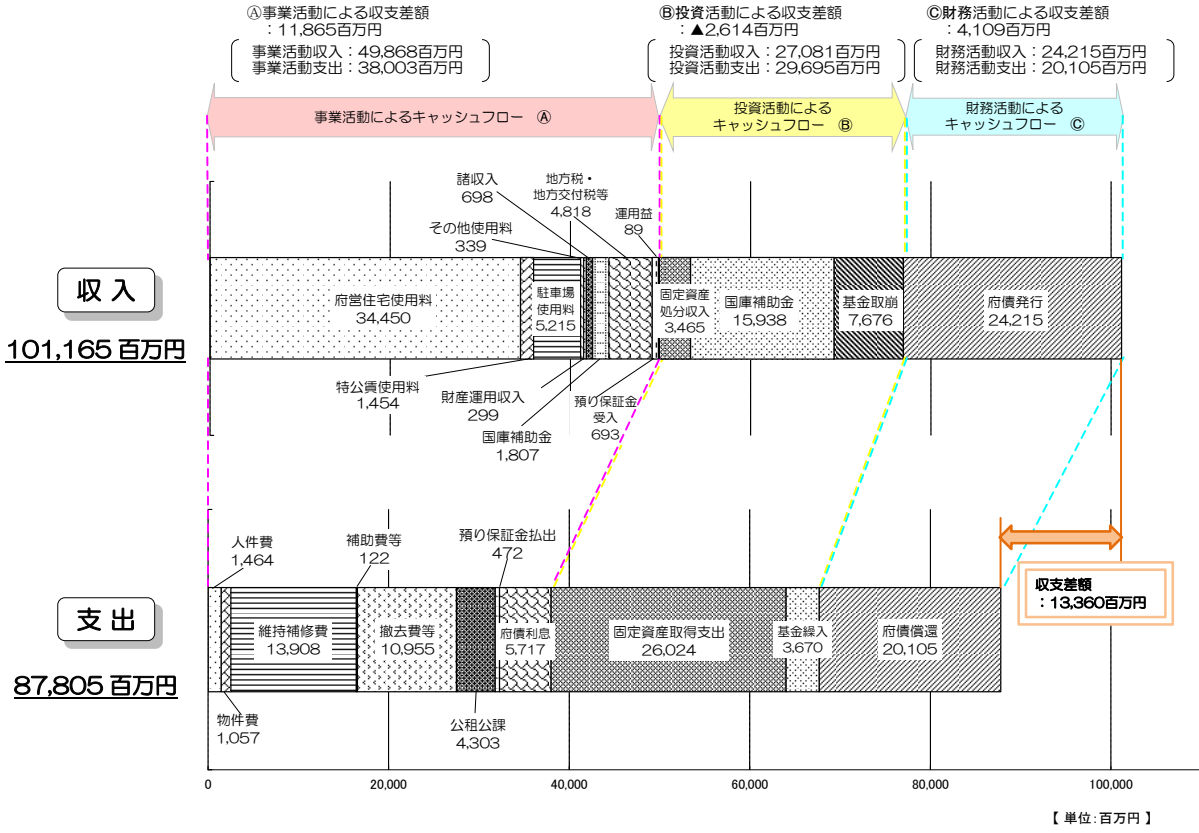 Ⓐ事業活動による収支差額
：11,865百万円
事業活動収入：49,868百万円
事業活動支出：38,003百万円
Ⓑ投資活動による収支差額
：▲2,614百万円
投資活動収入：27,081百万円
投資活動支出：29,695百万円
Ⓒ財務活動による収支差額
：4,109百万円
財務活動収入：24,215百万円
財務活動支出：20,105百万円
事業活動によるキャッシュフロー　Ⓐ
投資活動による
キャッシュフロー　Ⓑ
財務活動による
キャッシュフロー　Ⓒ
諸収入
698
地方税・
地方交付税等
4,818
その他使用料
339
運用益
89
収 入
101,165 百万円
府営住宅使用料
34,450
駐車場
使用料
5,215
固定資産
処分収入
3,465
国庫補助金
15,938
基金取崩
7,676
府債発行
24,215
特公賃使用料
1,454
財産運用収入
299
国庫補助金
1,807
預り保証金
受入
693
人件費
1,464
補助費等
122
預り保証金払出
472
収支差額
：13,360百万円
支 出
87,805 百万円
維持補修費
13,908
撤去費等
10,955
府債利息
5,717
固定資産取得支出
26,024
基金繰入
3,670
府債償還
20,105
物件費
1,057
公租公課
4,303
0
20,000
40,000
60,000
80,000
100,000
【 単位：百万円 】